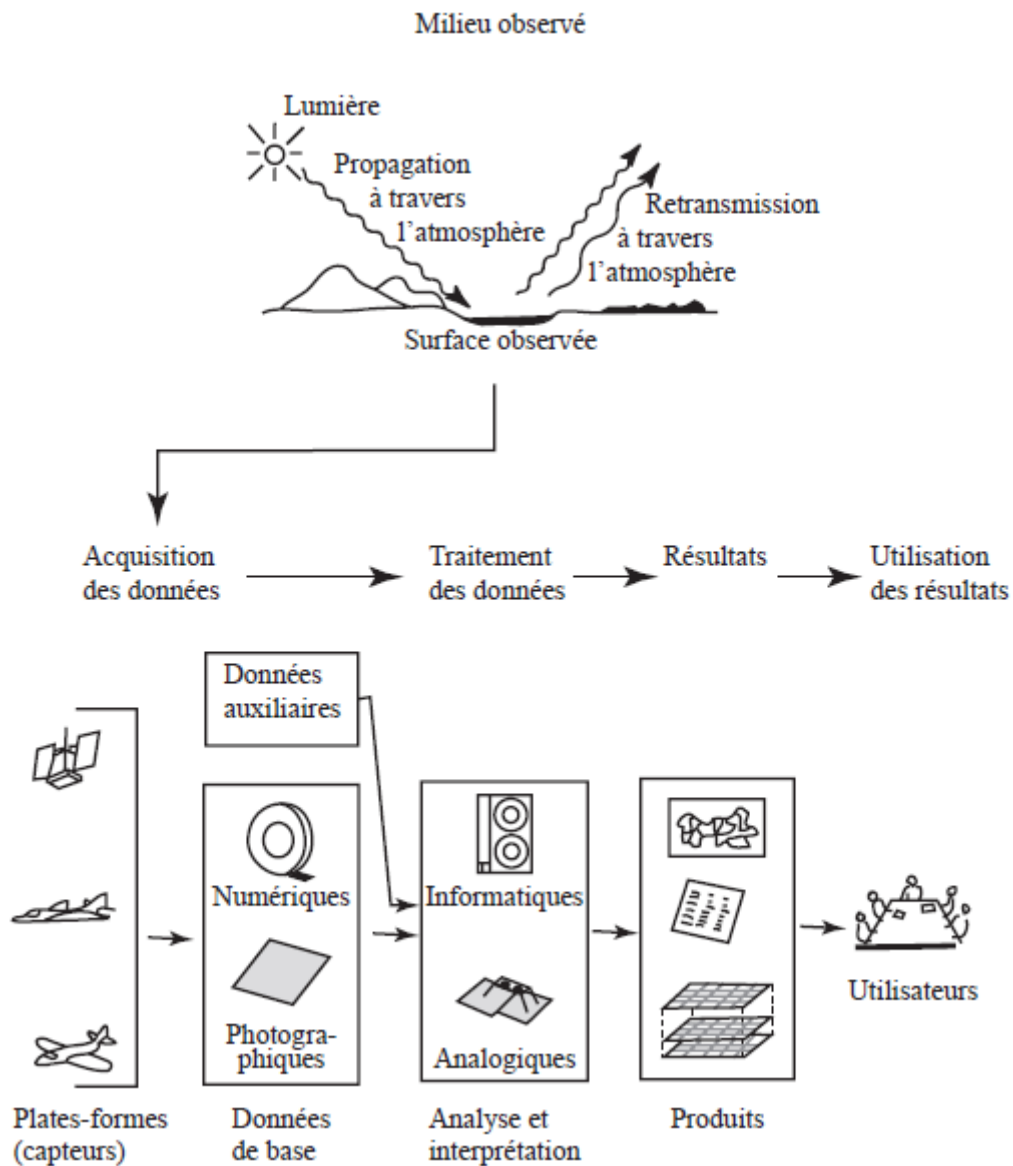 Milieu observé
Lumière
Propagation
à travers
l’atmosphère
Retransmission
à travers
l’atmosphère
Surface observée
Acquisition
des données
Traitement
des données
Résultats
Utilisation
des résultats
Données
auxiliaires
Numériques
Photogra-
phiques
Informatiques
Analogiques
Utilisateurs
Plates-formes
(capteurs)
Données
de base
Analyse et
interprétation
Produits